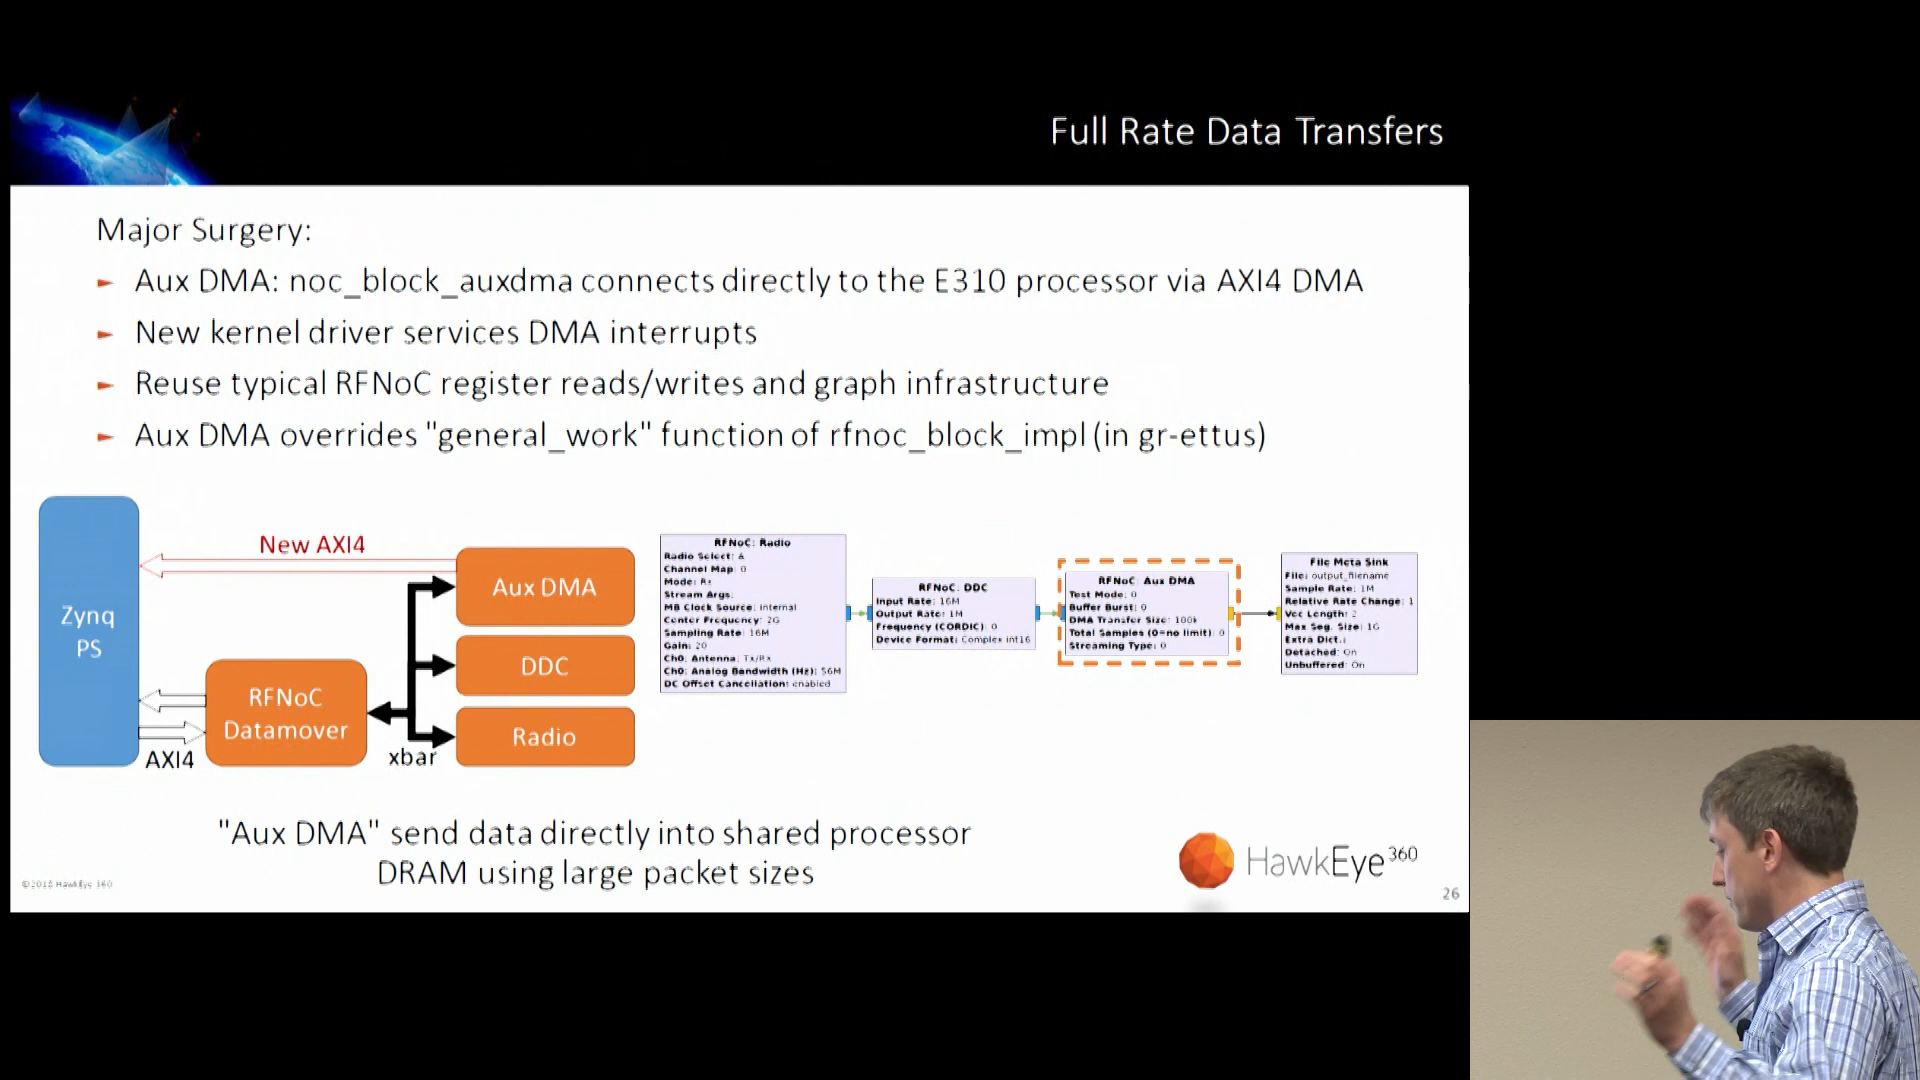 Full Rate Data Transfers
Major Surgery:
Aux DMA: noc_block_auxdma connects directly to the E310 processor via AXI4 DMA
New kernel driver services DMA interrupts
Reuse typical RFNoC register reads/writes and graph infrastructure
Aux DMA overrides "general_work" function of rfnoc_block_impl (in gr-ettus)
Zynq
PS
New AXI4
AXI4
RFNoC
Datamover
xbar
Aux DMA
DDC
Radio
RFNoC: Radio
Radio Select: A
Channel Map: 0
Mode: Rx
Stream Args:
MB Clock Source: Internal
Center Frequency: 2G
Sampling Rate: 16M
Gain: 20
Ch0: Antenna: Tx/Rx
Ch0: Analog Bandwidth (Hz): 56M
DC Offset Cancellation: enabled
RFNoC: DDC
Input Rate: 16M
Output Rate: 1M
Frequency (CORDIC): 0
Device Format: Complex int16
RFNoC: Aux DMA
Test Mode: 0
Buffer Burst: 0
DMA Transfer Size: 100k
Total Samples (0=no limit): 0
Streaming Type: 0
File Meta Sink
File: output_filename
Sample Rate: 1M
Relative Rate Change: 1
Vec Length: 2
Max Seg. Size: 1G
Extra Dict.:
Detached: On
Unbuffered: On
"Aux DMA" send data directly into shared processor
DRAM using large packet sizes
HawkEye360
©2018 HawkEye 360
26